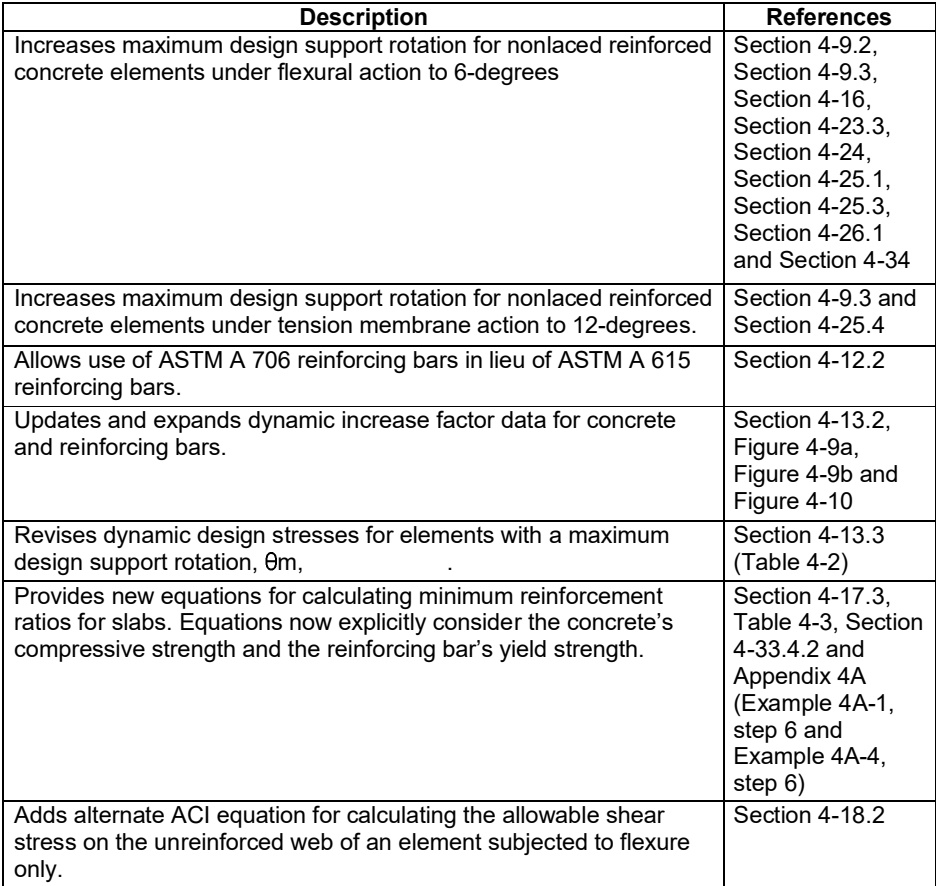 Description
References
Increases maximum design support rotation for nonlaced reinforced
concrete elements under flexural action to 6-degrees
Section 4-9.2,
Section 4-9.3,
Section 4-16,
Section 4-23.3,
Section 4-24,
Section 4-25.1,
Section 4-25.3,
Section 4-26.1
and Section 4-34
Increases maximum design support rotation for nonlaced reinforced
concrete elements under tension membrane action to 12-degrees.
Section 4-9.3 and
Section 4-25.4
Allows use of ASTM A 706 reinforcing bars in lieu of ASTM A 615
reinforcing bars.
Section 4-12.2
Updates and expands dynamic increase factor data for concrete
and reinforcing bars.
Section 4-13.2,
Figure 4-9a,
Figure 4-9b and
Figure 4-10
Revises dynamic design stresses for elements with a maximum
design support rotation, θm, .
Section 4-13.3
(Table 4-2)
Provides new equations for calculating minimum reinforcement
ratios for slabs. Equations now explicitly consider the concrete’s
compressive strength and the reinforcing bar’s yield strength.
Section 4-17.3,
Table 4-3, Section
4-33.4.2 and
Appendix 4A
(Example 4A-1,
step 6 and
Example 4A-4,
step 6)
Adds alternate ACI equation for calculating the allowable shear
stress on the unreinforced web of an element subjected to flexure
only.
Section 4-18.2